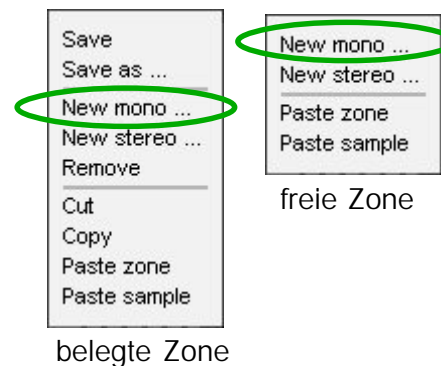 Save
Save as ...
New mono ...
New stereo ...
Remove
Cut
Copy
Paste zone
Paste sample
belegte Zone
New mono ...
New stereo ...
Paste zone
Paste sample
freie Zone